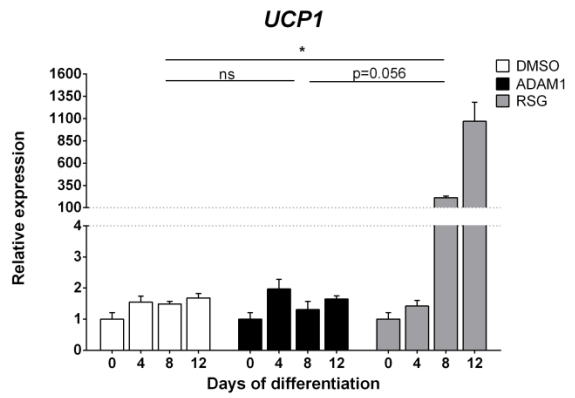 UCP1
*
ns
p=0.056
DMSO
ADAM1
RSG
Relative expression
1600
1350
1100
850
600
350
100
4
3
2
1
0
0 4 8 12 0 4 8 12 0 4 8 12
Days of differentiation